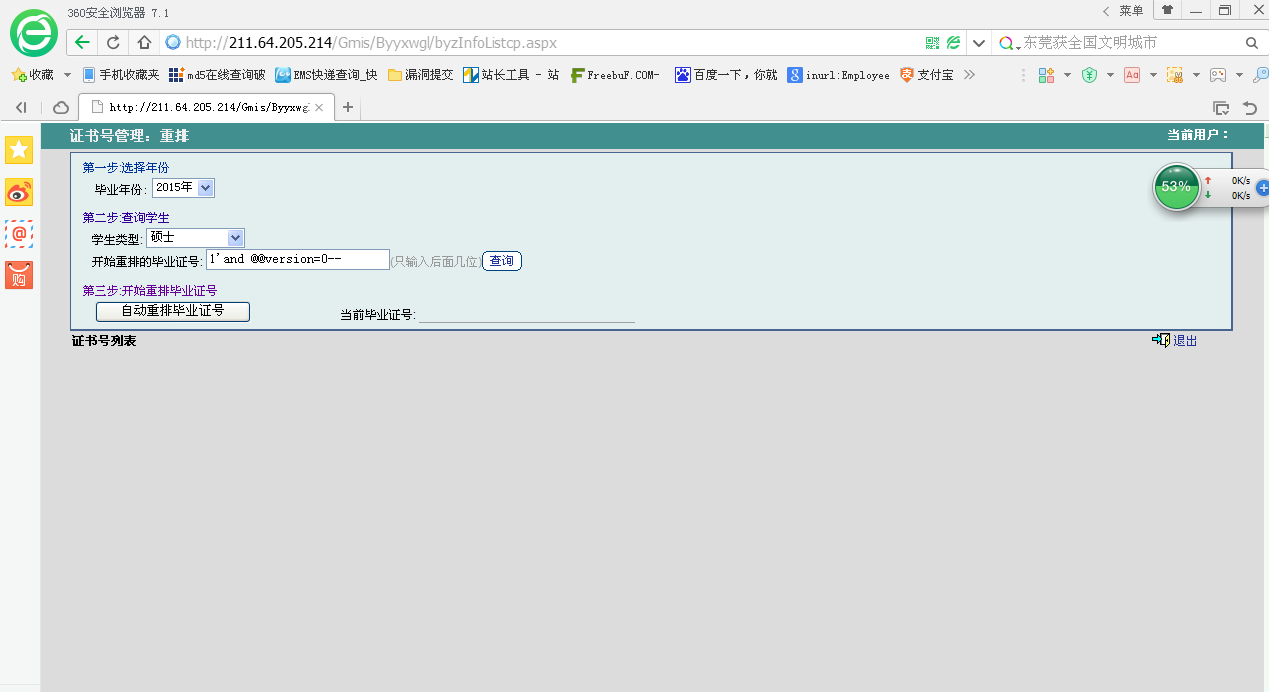 360安全浏览器 7.1
菜单
http://211.64.205.214/Gmis/Byyxwgl/byzInfoListcp.aspx
东莞获全国文明城市
收藏 手机收藏夹 md5在线查询破 EMS快递查询_快 漏洞提交 站长工具 - 站 FreebuF.COM- 百度一下，你就 inurl:Employee 支付宝
http://211.64.205.214/Gmis/Byyxwg
证书号管理：重排
当前用户：
第一步:选择年份
毕业年份: 2015年
53%
0K/s
0K/s
第二步:查询学生
学生类型: 硕士
开始重排的毕业证号: 1'and @@version=0-- (只输入后面几位) 查询
第三步:开始重排毕业证号
自动重排毕业证号 当前毕业证号:
证书号列表
退出
购